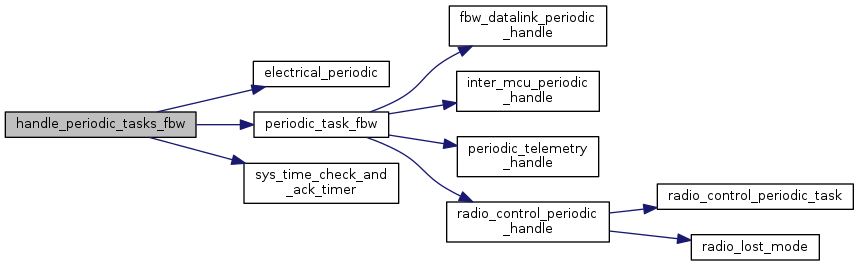 handle_periodic_tasks_fbw
electrical_periodic
periodic_task_fbw
sys_time_check_and
_ack_timer
fbw_datalink_periodic
_handle
inter_mcu_periodic
_handle
periodic_telemetry
_handle
radio_control_periodic
_handle
radio_control_periodic_task
radio_lost_mode